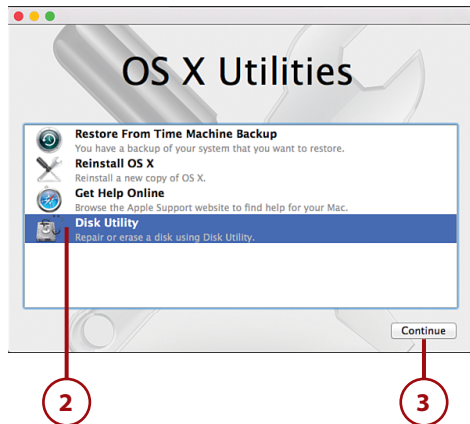 OS X Utilities
Restore From Time Machine Backup
You have a backup of your system that you want to restore.
Reinstall OS X
Reinstall a new copy of OS X.
Get Help Online
Browse the Apple Support website to find help for your Mac.
Disk Utility
Repair or erase a disk using Disk Utility.
Continue
2
3